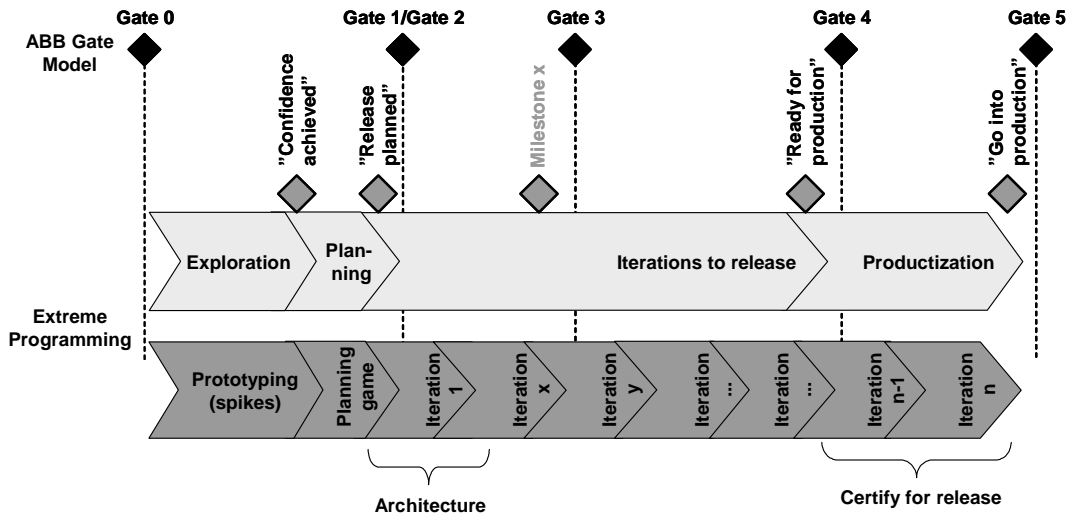 Gate 0
Gate 1/Gate 2
Gate 3
Gate 4
Gate 5
ABB Gate
Model
”Confidence
achieved”
”Release
planned”
Milestone x
”Ready for
production”
”Go into
production”
Exploration
Plan-
ning
Iterations to release
Productization
Extreme
Programming
Prototyping
(spikes)
Planning
game
Iteration
1
Iteration
x
Iteration
y
Iteration
...
Iteration
...
Iteration
n-1
Iteration
n
Architecture
Certify for release